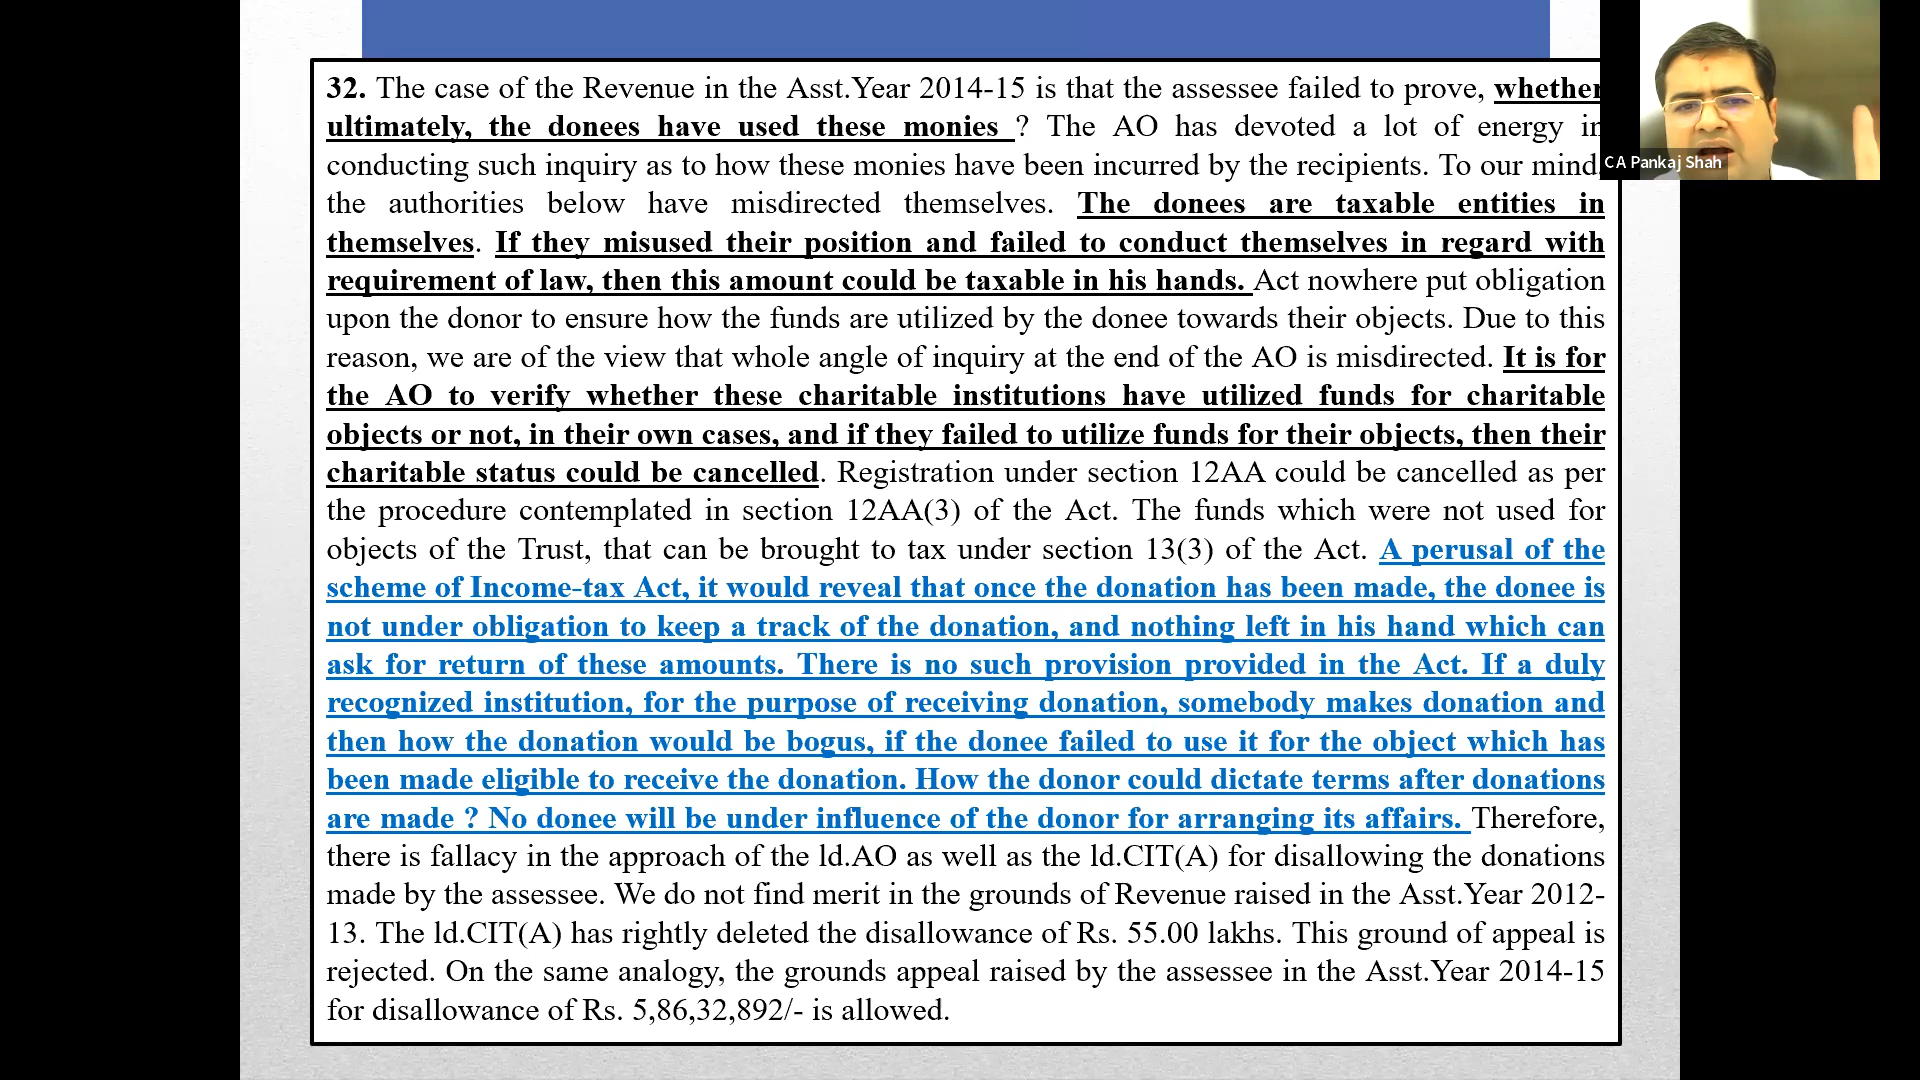 32. The case of the Revenue in the Asst.Year 2014-15 is that the assessee failed to prove, whether
ultimately, the donees have used these monies ? The AO has devoted a lot of energy in
conducting such inquiry as to how these monies have been incurred by the recipients. To our mind,
the authorities below have misdirected themselves. The donees are taxable entities in
themselves. If they misused their position and failed to conduct themselves in regard with
requirement of law, then this amount could be taxable in his hands. Act nowhere put obligation
upon the donor to ensure how the funds are utilized by the donee towards their objects. Due to this
reason, we are of the view that whole angle of inquiry at the end of the AO is misdirected. It is for
the AO to verify whether these charitable institutions have utilized funds for charitable
objects or not, in their own cases, and if they failed to utilize funds for their objects, then their
charitable status could be cancelled. Registration under section 12AA could be cancelled as per
the procedure contemplated in section 12AA(3) of the Act. The funds which were not used for
objects of the Trust, that can be brought to tax under section 13(3) of the Act. A perusal of the
scheme of Income-tax Act, it would reveal that once the donation has been made, the donee is
not under obligation to keep a track of the donation, and nothing left in his hand which can
ask for return of these amounts. There is no such provision provided in the Act. If a duly
recognized institution, for the purpose of receiving donation, somebody makes donation and
then how the donation would be bogus, if the donee failed to use it for the object which has
been made eligible to receive the donation. How the donor could dictate terms after donations
are made ? No donee will be under influence of the donor for arranging its affairs. Therefore,
there is fallacy in the approach of the ld.AO as well as the ld.CIT(A) for disallowing the donations
made by the assessee. We do not find merit in the grounds of Revenue raised in the Asst.Year 2012-
13. The ld.CIT(A) has rightly deleted the disallowance of Rs. 55.00 lakhs. This ground of appeal is
rejected. On the same analogy, the grounds appeal raised by the assessee in the Asst.Year 2014-15
for disallowance of Rs. 5,86,32,892/- is allowed.
CA Pankaj Shah